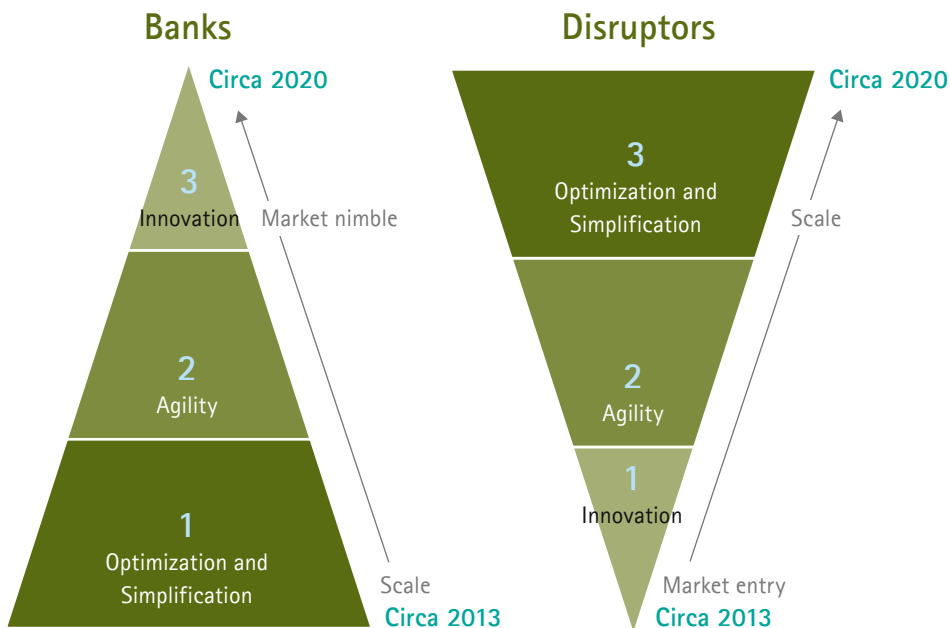 Banks
Circa 2020
3
Innovation
Market nimble
2
Agility
1
Optimization and
Simplification
Scale
Circa 2013
Disruptors
Circa 2020
3
Optimization and
Simplification
Scale
2
Agility
1
Innovation
Market entry
Circa 2013